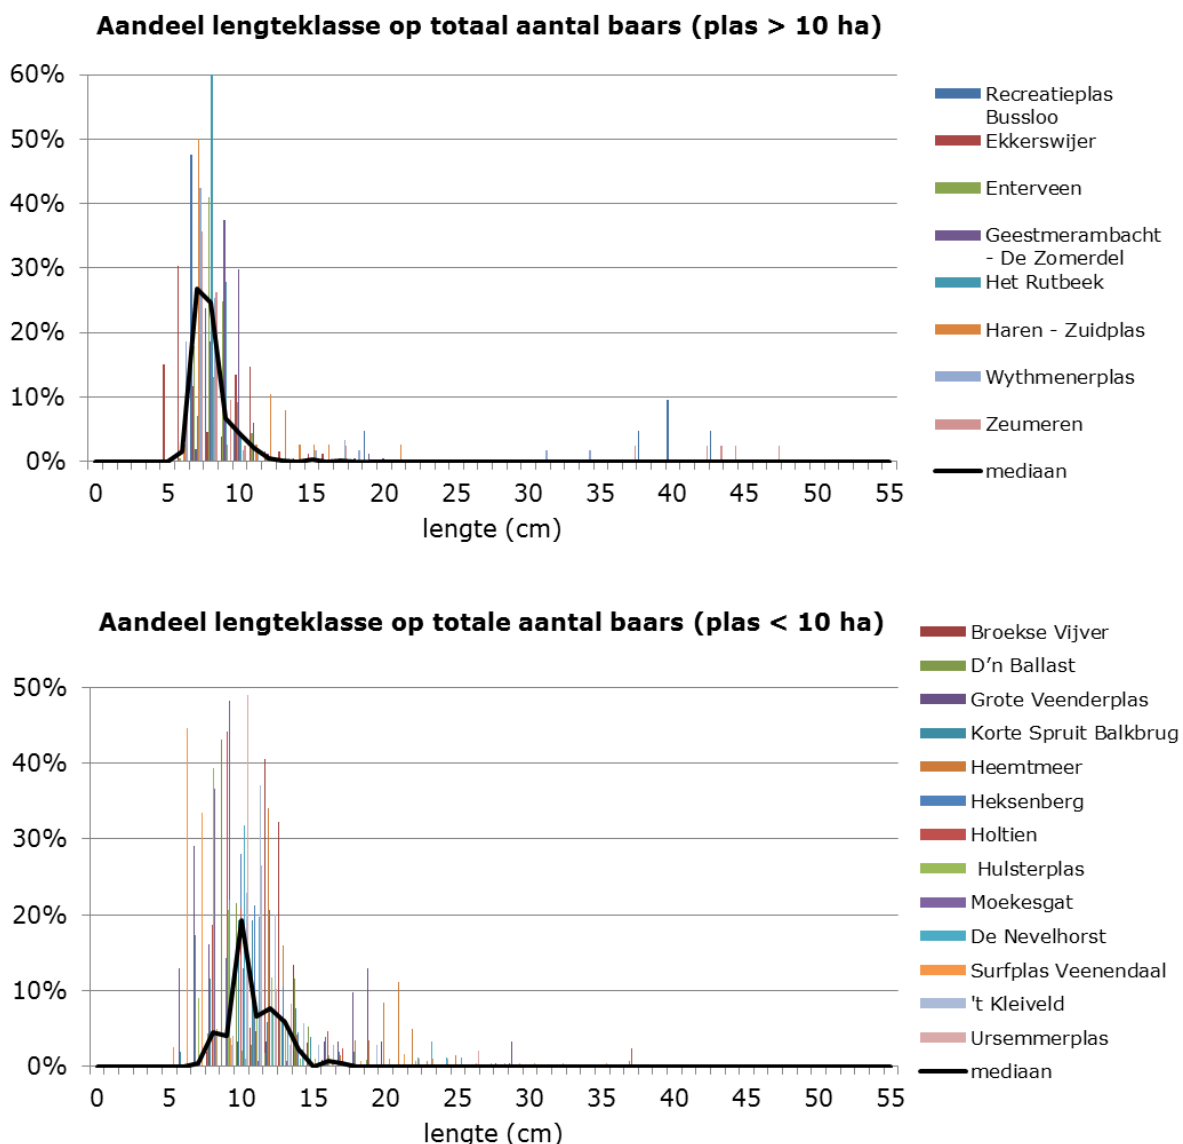 Aandeel lengteklasse op totaal aantal baars (plas > 10 ha)
60%
50%
40%
30%
20%
10%
0%
0 5 10 15 20 25 30 35 40 45 50 55
lengte (cm)
Recreatieplas
Bussloo
Ekkerswijer
Enterveen
Geestmerambacht
- De Zomerdel
Het Rutbeek
Haren - Zuidplas
Wythmenerplas
Zeumeren
mediaan
Aandeel lengteklasse op totale aantal baars (plas < 10 ha)
50%
40%
30%
20%
10%
0%
0 5 10 15 20 25 30 35 40 45 50 55
lengte (cm)
Broekse Vijver
D'n Ballast
Grote Veenderplas
Korte Spruit Balkbrug
Heemtmeer
Heksenberg
Holtien
Hulsterplas
Moekesgat
De Nevelhorst
Surfplas Veenendaal
't Kleiveld
Ursemmerplas
mediaan